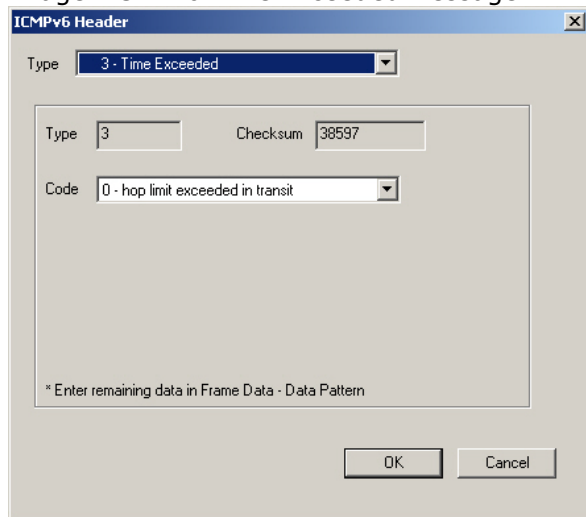 ICMPv6 Header
Type 3 - Time Exceeded
Type 3 Checksum 38597
Code 0 - hop limit exceeded in transit
* Enter remaining data in Frame Data - Data Pattern
OK Cancel